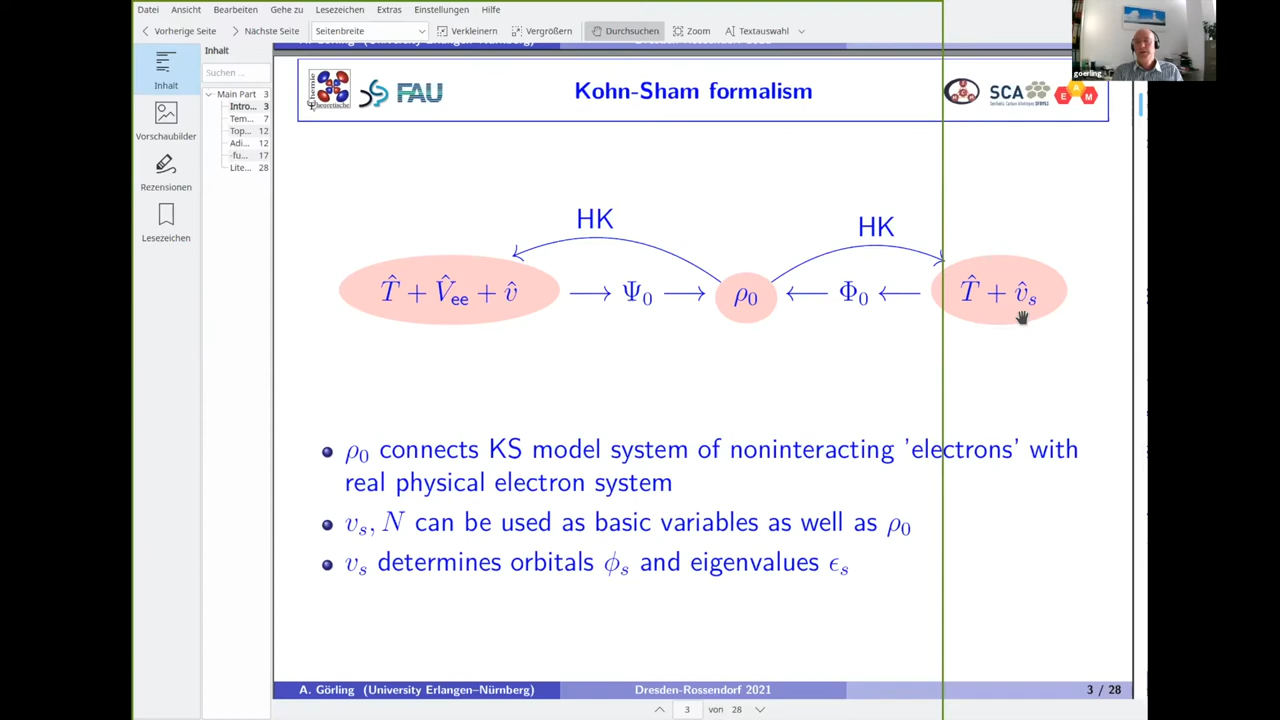 Datei Ansicht Bearbeiten Gehe zu Lesezeichen Extras Einstellungen Hilfe
Vorherige Seite Nächste Seite Seitenbreite Verkleinern Vergrößern Durchsuchen Zoom Textauswahl
Inhalt
Suchen ...
Main Part 3
Intro... 3
Tem... 7
Top... 12
Adi... 12
-fu... 17
Lite... 28
Inhalt
Vorschaubilder
Rezensionen
Lesezeichen
goerling
FAU
Kohn-Sham formalism
SCA
E A M
HK HK
T̂ + V̂ee + v̂ → Ψ0 → ρ0 ← Φ0 ← T̂ + v̂s
ρ0 connects KS model system of noninteracting 'electrons' with
real physical electron system
vs, N can be used as basic variables as well as ρ0
vs determines orbitals ϕs and eigenvalues ϵs
A. Görling (University Erlangen–Nürnberg) Dresden-Rossendorf 2021 3 / 28
3 von 28